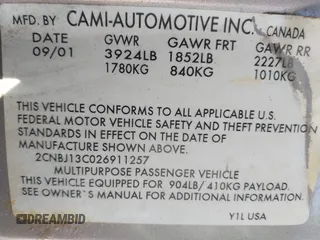 MFD. BY CAMI-AUTOMOTIVE INC. CANADA
DATE GVWR GAWR FRT GAWR RR
09/01 3924LB 1852LB 2227LB
1780KG 840KG 1010KG
THIS VEHICLE CONFORMS TO ALL APPLICABLE U.S.
FEDERAL MOTOR VEHICLE SAFETY AND THEFT PREVENTION
STANDARDS IN EFFECT ON THE DATE OF
MANUFACTURE SHOWN ABOVE.
2CNBJ13C026911257
MULTIPURPOSE PASSENGER VEHICLE
THIS VEHICLE EQUIPPED FOR 904LB/410KG PAYLOAD.
SEE OWNER'S MANUAL FOR ADDITIONAL INFORMATION.
Y1L USA
DREAMBID